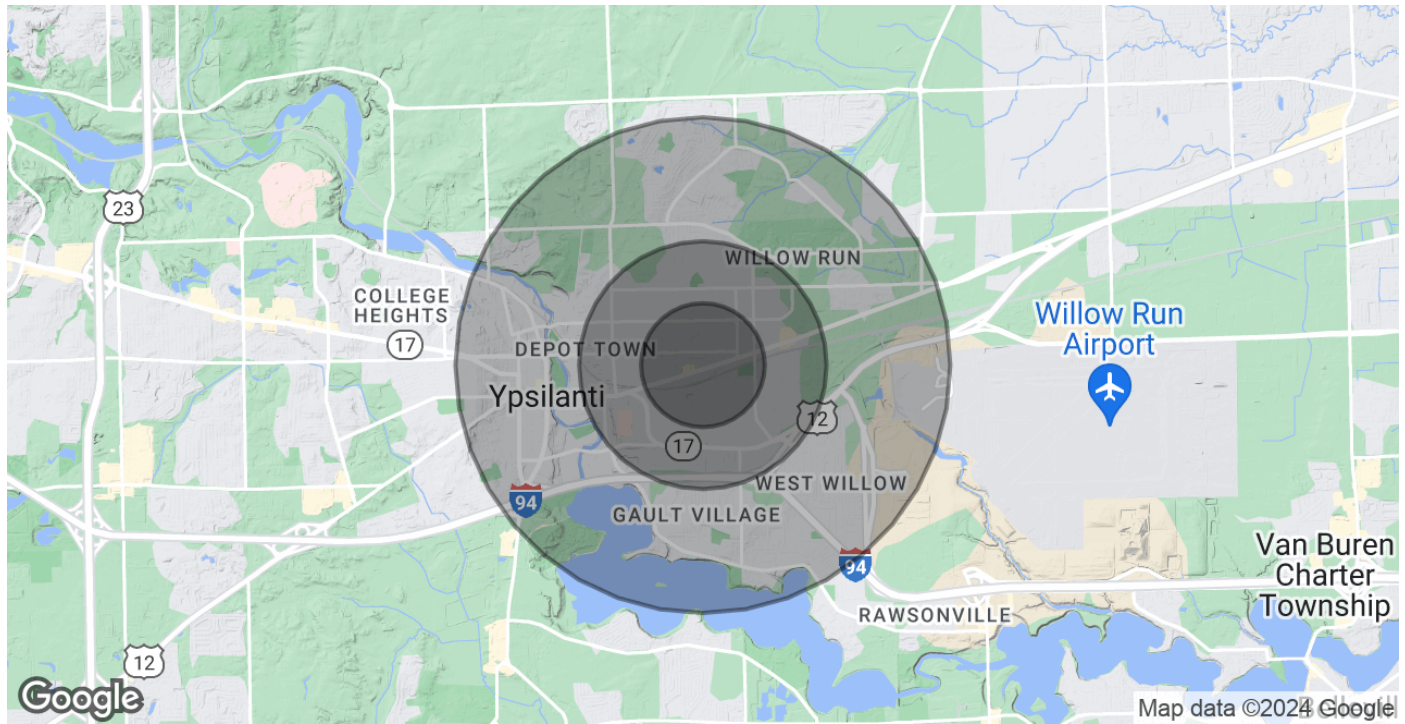 23
WILLOW RUN
COLLEGE
HEIGHTS
17
Willow Run
Airport
DEPOT TOWN
Ypsilanti
12
17
WEST WILLOW
94
GAULT VILLAGE
94
Van Buren
Charter
Township
RAWSONVILLE
12
Google
Map data ©2024 Google